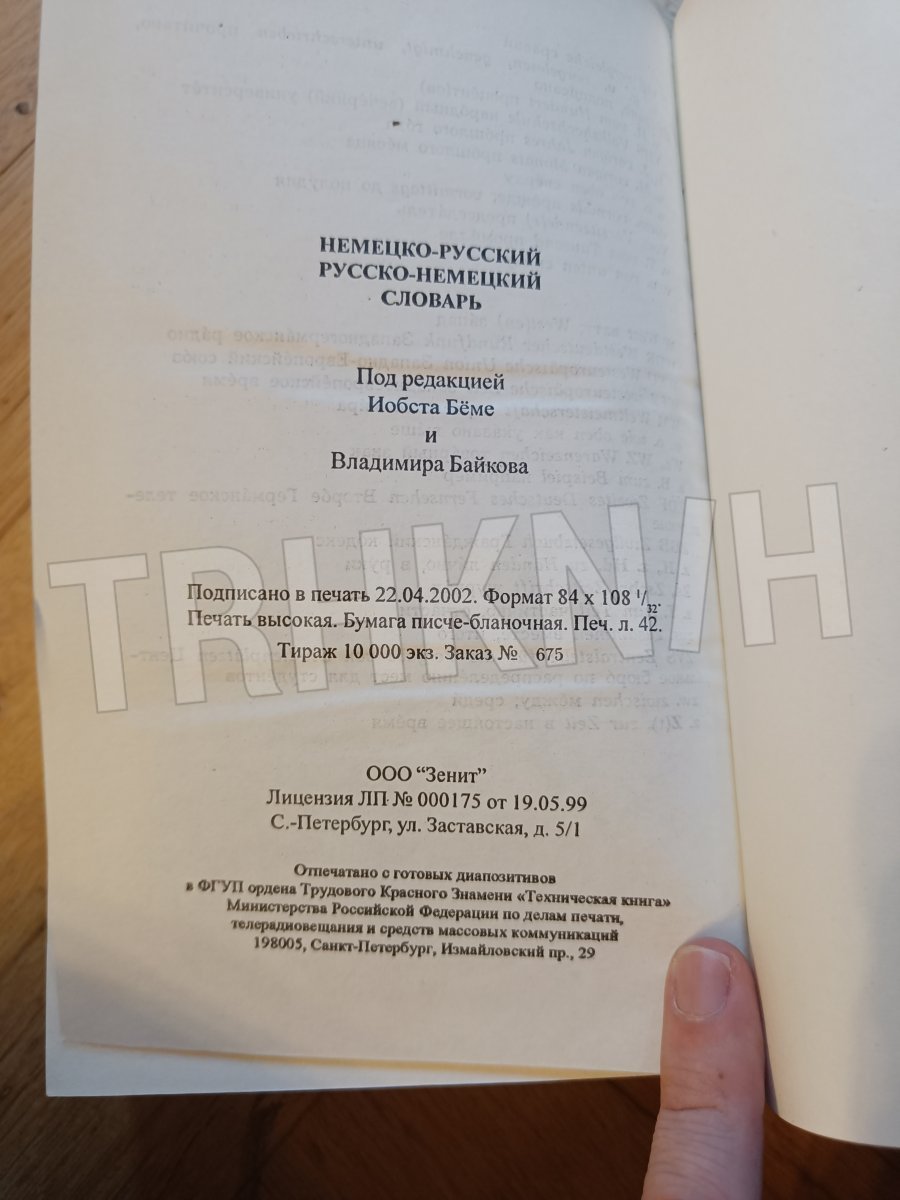 НЕМЕЦКО-РУССКИЙ
РУССКО-НЕМЕЦКИЙ
СЛОВАРЬ
Под редакцией
Иобста Бёме
и
Владимира Байкова
Подписано в печать 22.04.2002. Формат 84 х 108 1/32.
Печать высокая. Бумага писче-бланочная. Печ. л. 42.
Тираж 10 000 экз. Заказ № 675
ООО “Зенит”
Лицензия ЛП № 000175 от 19.05.99
С.-Петербург, ул. Заставская, д. 5/1
Отпечатано с готовых диапозитивов
в ФГУП ордена Трудового Красного Знамени «Техническая книга»
Министерства Российской Федерации по делам печати,
телерадиовещания и средств массовых коммуникаций
198005, Санкт-Петербург, Измайловский пр., 29